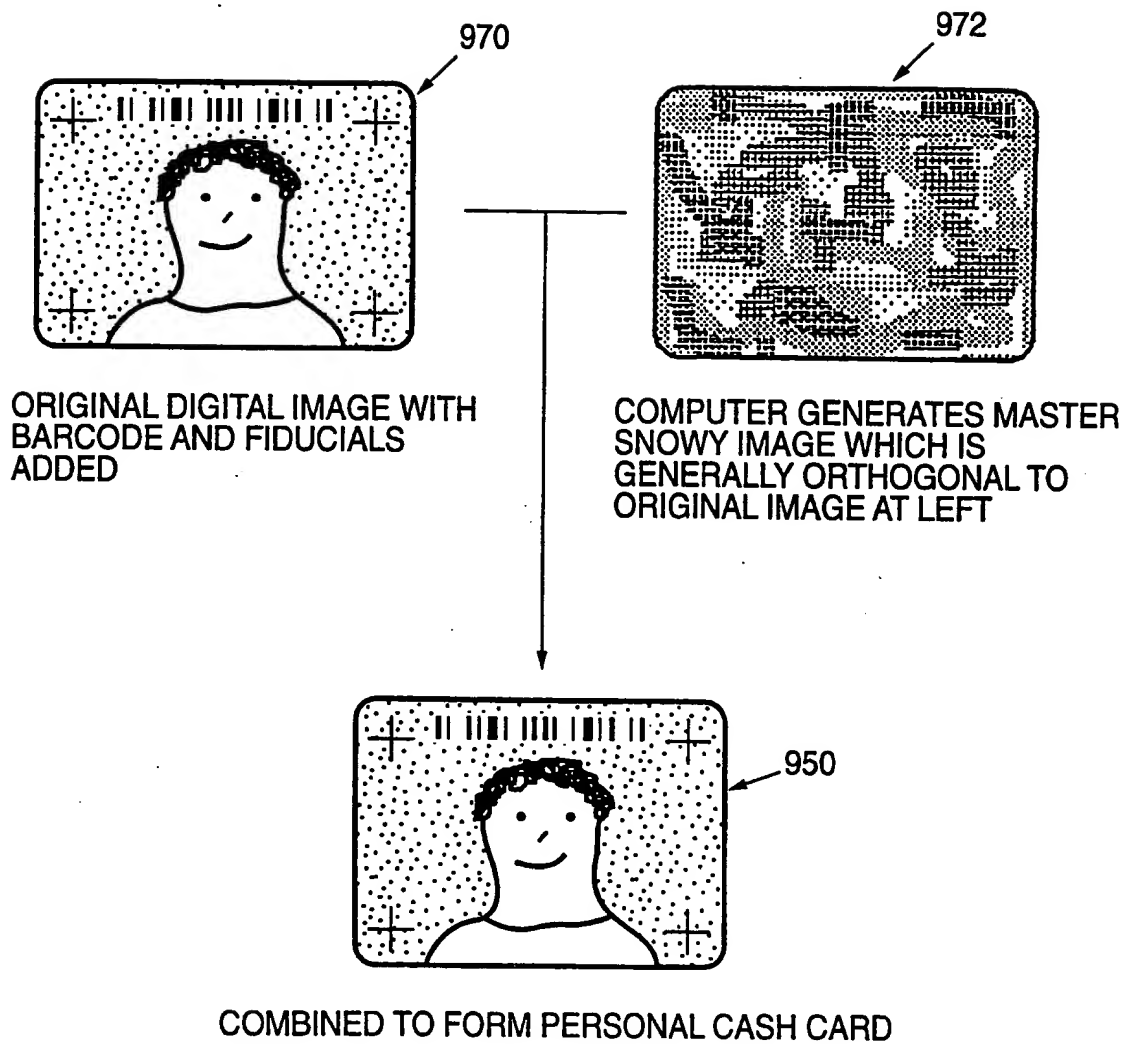 970
972
ORIGINAL DIGITAL IMAGE WITH
BARCODE AND FIDUCIALS
ADDED
COMPUTER GENERATES MASTER
SNOWY IMAGE WHICH IS
GENERALLY ORTHOGONAL TO
ORIGINAL IMAGE AT LEFT
950
COMBINED TO FORM PERSONAL CASH CARD